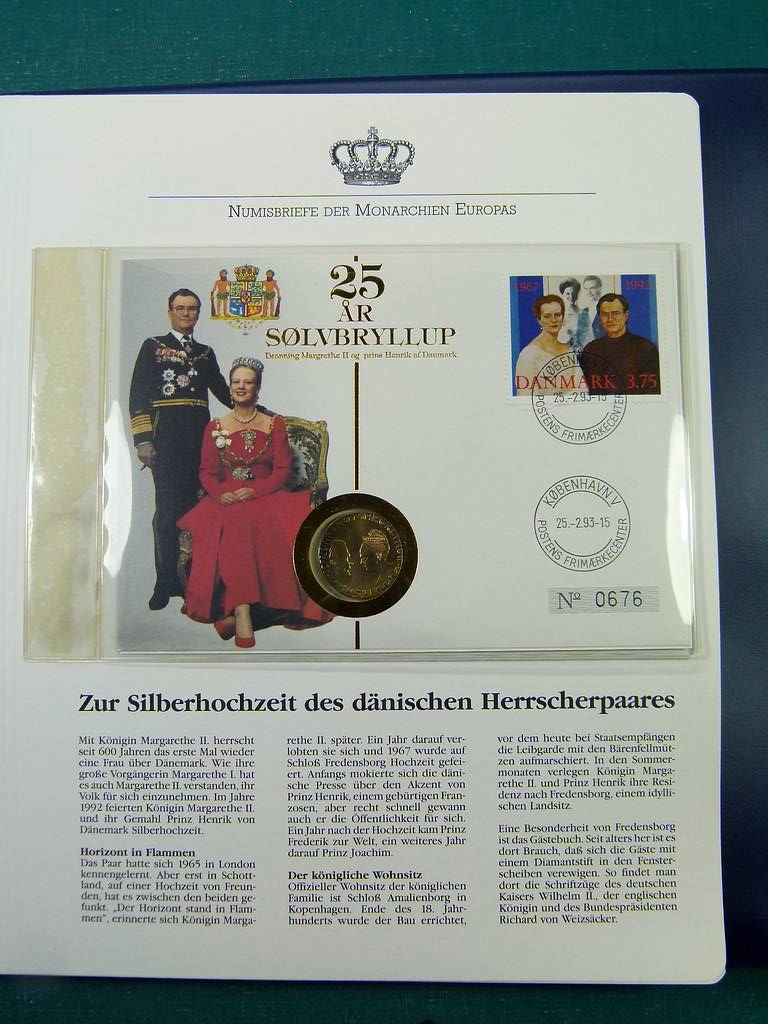 NUMISBRIEFE DER MONARCHIEN EUROPAS
25
ÅR
SØLVBRYLLUP
Dronning Margrethe II og prins Henrik af Danmark
1967 1992
DANMARK 3.75
KØBENHAVN V
25.-2.93-15
POSTENS FRIMÆRKECENTER
KØBENHAVN V
25.-2.93-15
POSTENS FRIMÆRKECENTER
Nº 0676
Zur Silberhochzeit des dänischen Herrscherpaares
Mit Königin Margarethe II. herrscht
seit 600 Jahren das erste Mal wieder
eine Frau über Dänemark. Wie ihre
große Vorgängerin Margarethe I. hat
es auch Margarethe II. verstanden, ihr
Volk für sich einzunehmen. Im Jahre
1992 feierten Königin Margarethe II.
und ihr Gemahl Prinz Henrik von
Dänemark Silberhochzeit.
Horizont in Flammen
Das Paar hatte sich 1965 in London
kennengelernt. Aber erst in Schott-
land, auf einer Hochzeit von Freun-
den, hat es zwischen den beiden ge-
funkt. „Der Horizont stand in Flam-
men", erinnerte sich Königin Marga-
rethe II. später. Ein Jahr darauf ver-
lobten sie sich und 1967 wurde auf
Schloß Fredensborg Hochzeit gefei-
ert. Anfangs mokierte sich die däni-
sche Presse über den Akzent von
Prinz Henrik, einem gebürtigen Fran-
zosen, aber recht schnell gewann
auch er die Öffentlichkeit für sich.
Ein Jahr nach der Hochzeit kam Prinz
Frederik zur Welt, ein weiteres Jahr
darauf Prinz Joachim.
Der königliche Wohnsitz
Offizieller Wohnsitz der königlichen
Familie ist Schloß Amalienborg in
Kopenhagen. Ende des 18. Jahr-
hunderts wurde der Bau errichtet,
vor dem heute bei Staatsempfängen
die Leibgarde mit den Bärenfellmüt-
zen aufmarschiert. In den Sommer-
monaten verlegen Königin Marga-
rethe II. und Prinz Henrik ihre Resi-
denz nach Fredensborg, einem idylli-
schen Landsitz.
Eine Besonderheit von Fredensborg
ist das Gästebuch. Seit alters her ist es
dort Brauch, daß sich die Gäste mit
einem Diamantstift in den Fenster-
scheiben verewigen. So findet man
dort die Schriftzüge des deutschen
Kaisers Wilhelm II., der englischen
Königin und des Bundespräsidenten
Richard von Weizsäcker.